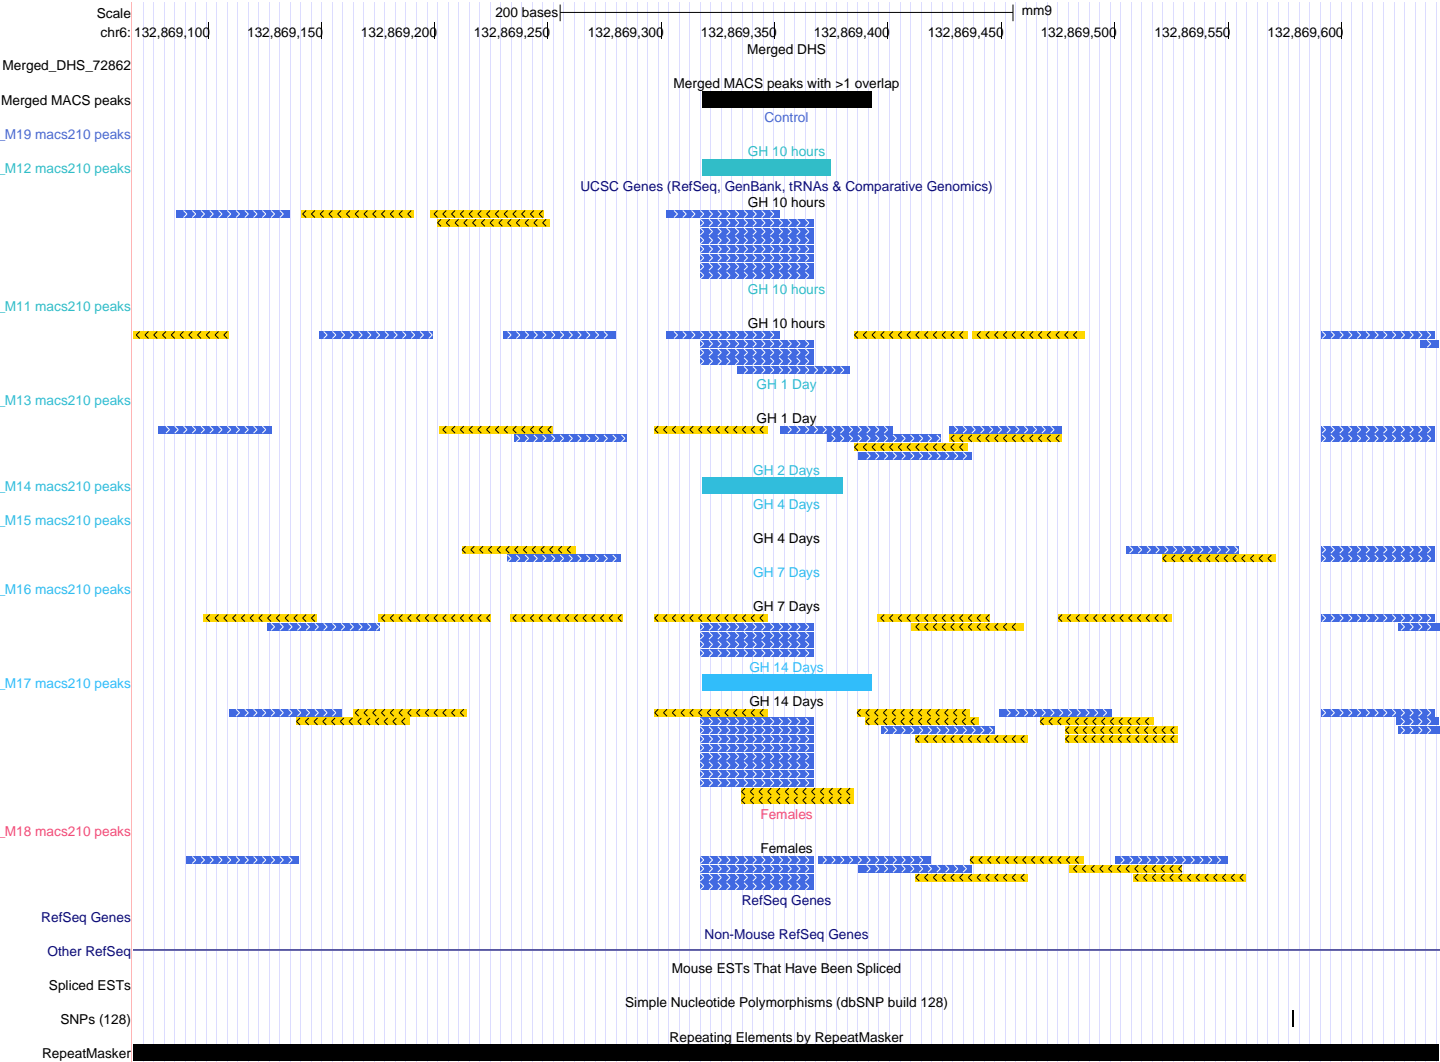 Scale 200 bases mm9
chr6: 132,869,100 132,869,150 132,869,200 132,869,250 132,869,300 132,869,350 132,869,400 132,869,450 132,869,500 132,869,550 132,869,600
Merged DHS
Merged_DHS_72862
Merged MACS peaks with >1 overlap
Merged MACS peaks
Control
_M19 macs210 peaks
GH 10 hours
_M12 macs210 peaks
UCSC Genes (RefSeq, GenBank, tRNAs & Comparative Genomics)
GH 10 hours
GH 10 hours
_M11 macs210 peaks
GH 10 hours
GH 1 Day
_M13 macs210 peaks
GH 1 Day
GH 2 Days
_M14 macs210 peaks
GH 4 Days
_M15 macs210 peaks
GH 4 Days
GH 7 Days
_M16 macs210 peaks
GH 7 Days
GH 14 Days
_M17 macs210 peaks
GH 14 Days
Females
_M18 macs210 peaks
Females
RefSeq Genes
RefSeq Genes
Non-Mouse RefSeq Genes
Other RefSeq
Mouse ESTs That Have Been Spliced
Spliced ESTs
Simple Nucleotide Polymorphisms (dbSNP build 128)
SNPs (128)
Repeating Elements by RepeatMasker
RepeatMasker